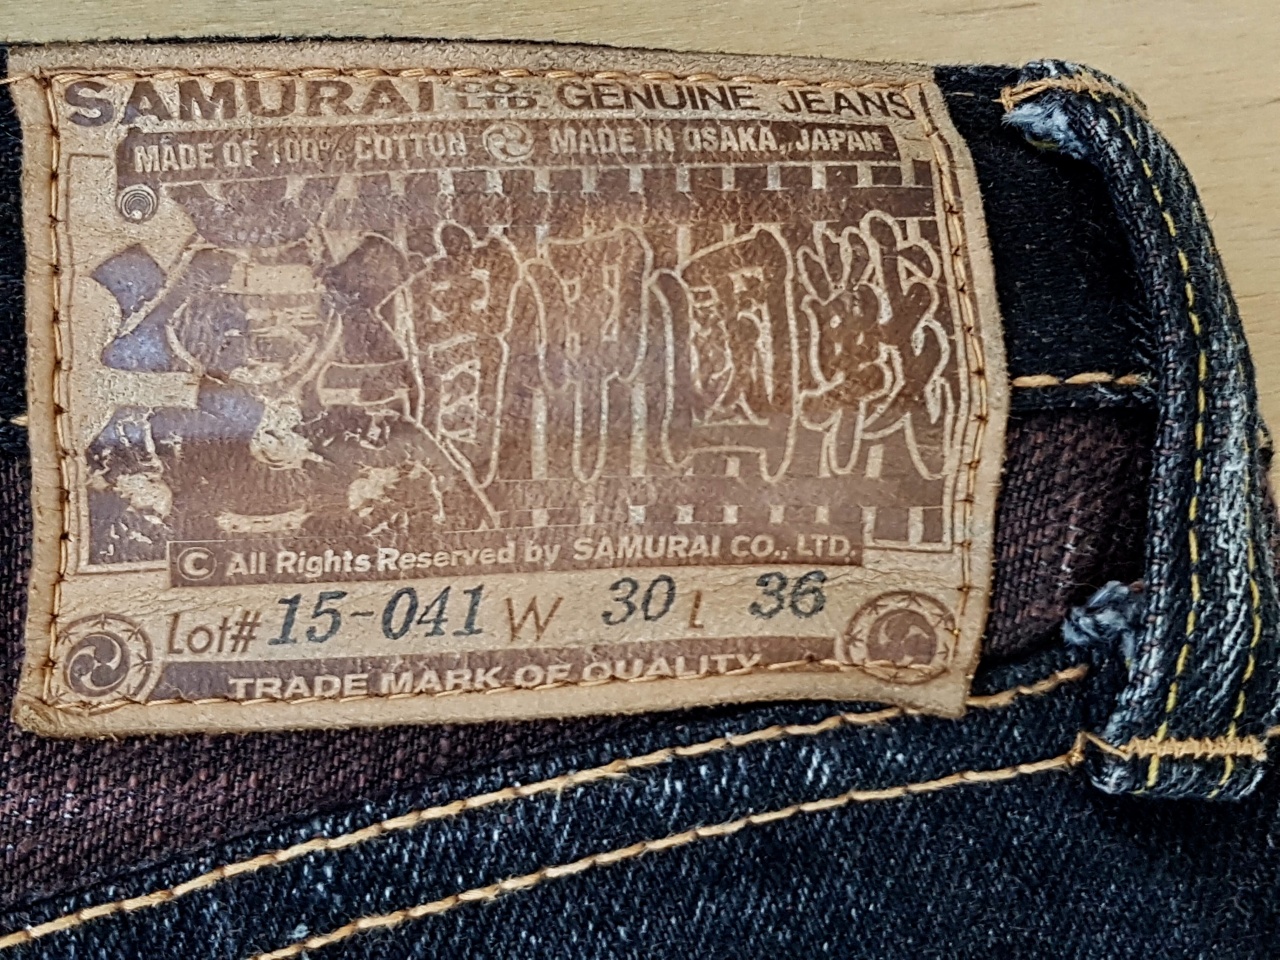 SAMURAI CO. LTD. GENUINE JEANS
MADE OF 100% COTTON MADE IN OSAKA, JAPAN
© All Rights Reserved by SAMURAI CO., LTD.
Lot# 15-041 W 30 L 36
TRADE MARK OF QUALITY